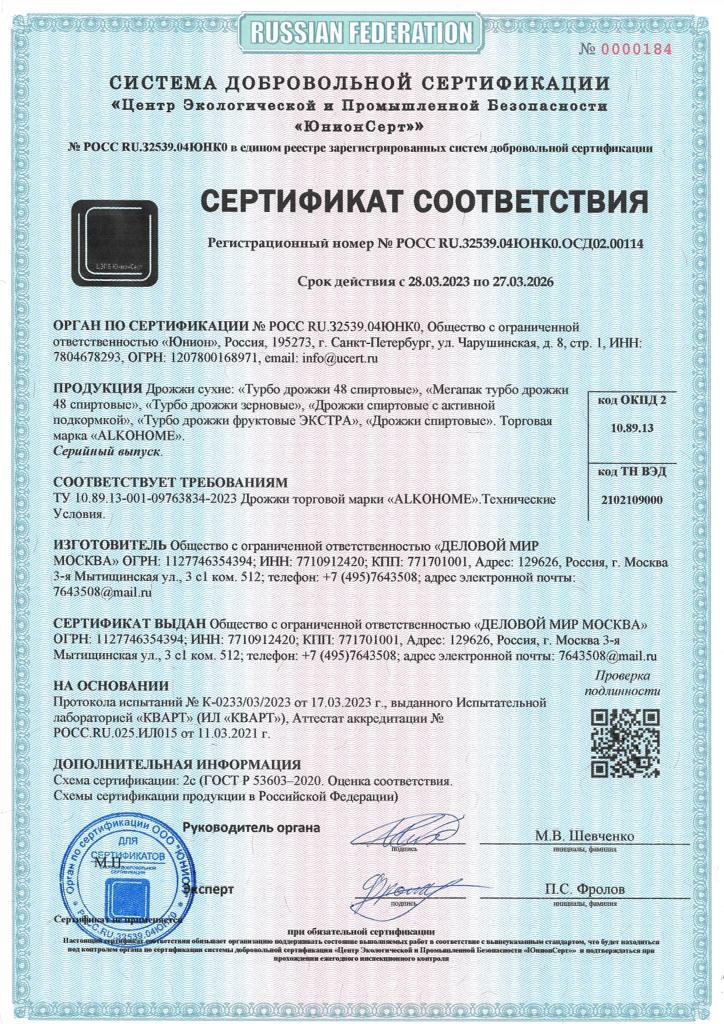 RUSSIAN FEDERATION
№ 0000184
СИСТЕМА ДОБРОВОЛЬНОЙ СЕРТИФИКАЦИИ
«Центр Экологической и Промышленной Безопасности
«ЮнионСерт»»
№ РОСС RU.32539.04ЮНК0 в едином реестре зарегистрированных систем добровольной сертификации
СЕРТИФИКАТ СООТВЕТСТВИЯ
ЦЭПБ ЮнионСерт
Регистрационный номер № РОСС RU.32539.04ЮНК0.ОСД02.00114
Срок действия с 28.03.2023 по 27.03.2026
ОРГАН ПО СЕРТИФИКАЦИИ № РОСС RU.32539.04ЮНК0, Общество с ограниченной
ответственностью «Юнион», Россия, 195273, г. Санкт-Петербург, ул. Чарушинская, д. 8, стр. 1, ИНН:
7804678293, ОГРН: 1207800168971, email: info@ucert.ru
ПРОДУКЦИЯ Дрожжи сухие: «Турбо дрожжи 48 спиртовые», «Мегапак турбо дрожжи
48 спиртовые», «Турбо дрожжи зерновые», «Дрожжи спиртовые с активной
подкормкой», «Турбо дрожжи фруктовые ЭКСТРА», «Дрожжи спиртовые». Торговая
марка «ALKOHOME».
Серийный выпуск.
код ОКПД 2
10.89.13
код ТН ВЭД
2102109000
СООТВЕТСТВУЕТ ТРЕБОВАНИЯМ
ТУ 10.89.13-001-09763834-2023 Дрожжи торговой марки «ALKOHOME».Технические
Условия.
ИЗГОТОВИТЕЛЬ Общество с ограниченной ответственностью «ДЕЛОВОЙ МИР
МОСКВА» ОГРН: 1127746354394; ИНН: 7710912420; КПП: 771701001, Адрес: 129626, Россия, г. Москва
3-я Мытищинская ул., 3 с1 ком. 512; телефон: +7 (495)7643508; адрес электронной почты:
7643508@mail.ru
СЕРТИФИКАТ ВЫДАН Общество с ограниченной ответственностью «ДЕЛОВОЙ МИР МОСКВА»
ОГРН: 1127746354394; ИНН: 7710912420; КПП: 771701001, Адрес: 129626, Россия, г. Москва 3-я
Мытищинская ул., 3 с1 ком. 512; телефон: +7 (495)7643508; адрес электронной почты: 7643508@mail.ru
Проверка
подлинности
НА ОСНОВАНИИ
Протокола испытаний № К-0233/03/2023 от 17.03.2023 г., выданного Испытательной
лабораторией «КВАРТ» (ИЛ «КВАРТ»), Аттестат аккредитации №
РОСС.RU.025.ИЛ015 от 11.03.2021 г.
ДОПОЛНИТЕЛЬНАЯ ИНФОРМАЦИЯ
Схема сертификации: 2с (ГОСТ Р 53603–2020. Оценка соответствия.
Схемы сертификации продукции в Российской Федерации)
Руководитель органа
подпись
М.В. Шевченко
инициалы, фамилия
М.П.
Эксперт
подпись
П.С. Фролов
инициалы, фамилия
Орган по сертификации ООО "ЮНИОН"
ДЛЯ
СЕРТИФИКАТОВ
РОСС.RU.32539.04ЮНК0
Сертификат не применяется
при обязательной сертификации
Настоящий сертификат соответствия обязывает организацию поддерживать состояние выполняемых работ в соответствие с вышеуказанным стандартом, что будет находиться
под контролем органа по сертификации системы добровольной сертификации «Центр Экологической и Промышленной Безопасности «ЮнионСерт»» и подтверждаться при
прохождении ежегодного инспекционного контроля